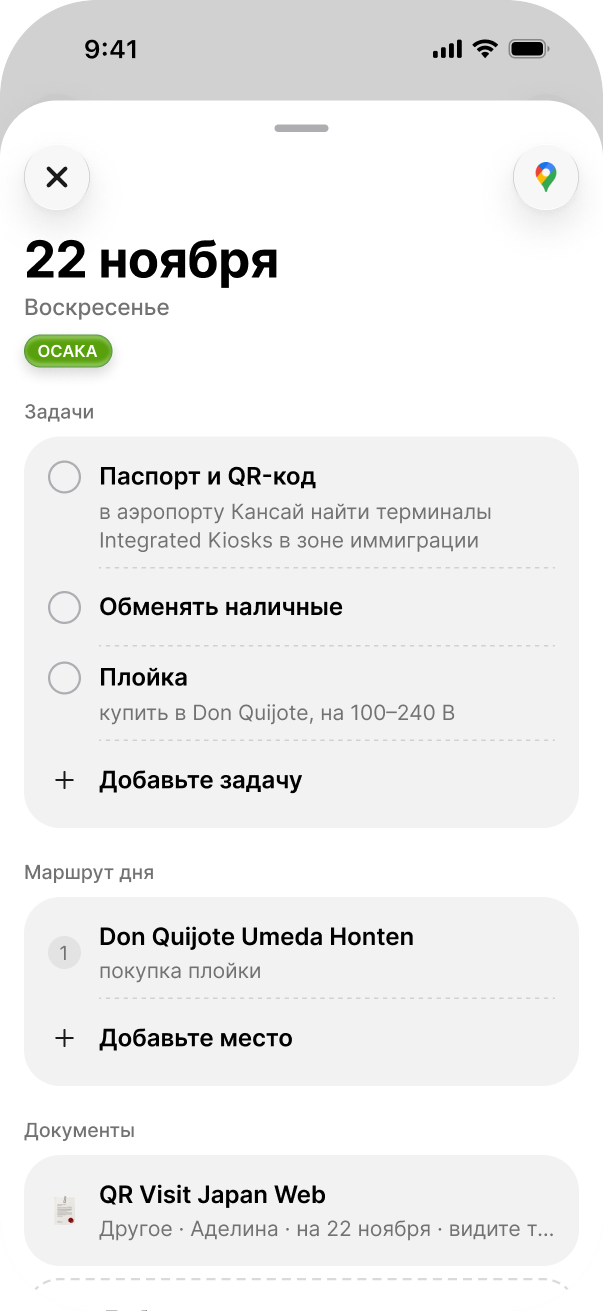 9:41
22 ноября
Воскресенье
ОСАКА
Задачи
Паспорт и QR-код
в аэропорту Кансай найти терминалы
Integrated Kiosks в зоне иммиграции
Обменять наличные
Плойка
купить в Don Quijote, на 100–240 В
+ Добавьте задачу
Маршрут дня
1
Don Quijote Umeda Honten
покупка плойки
+ Добавьте место
Документы
QR Visit Japan Web
Другое · Аделина · на 22 ноября · видите т...